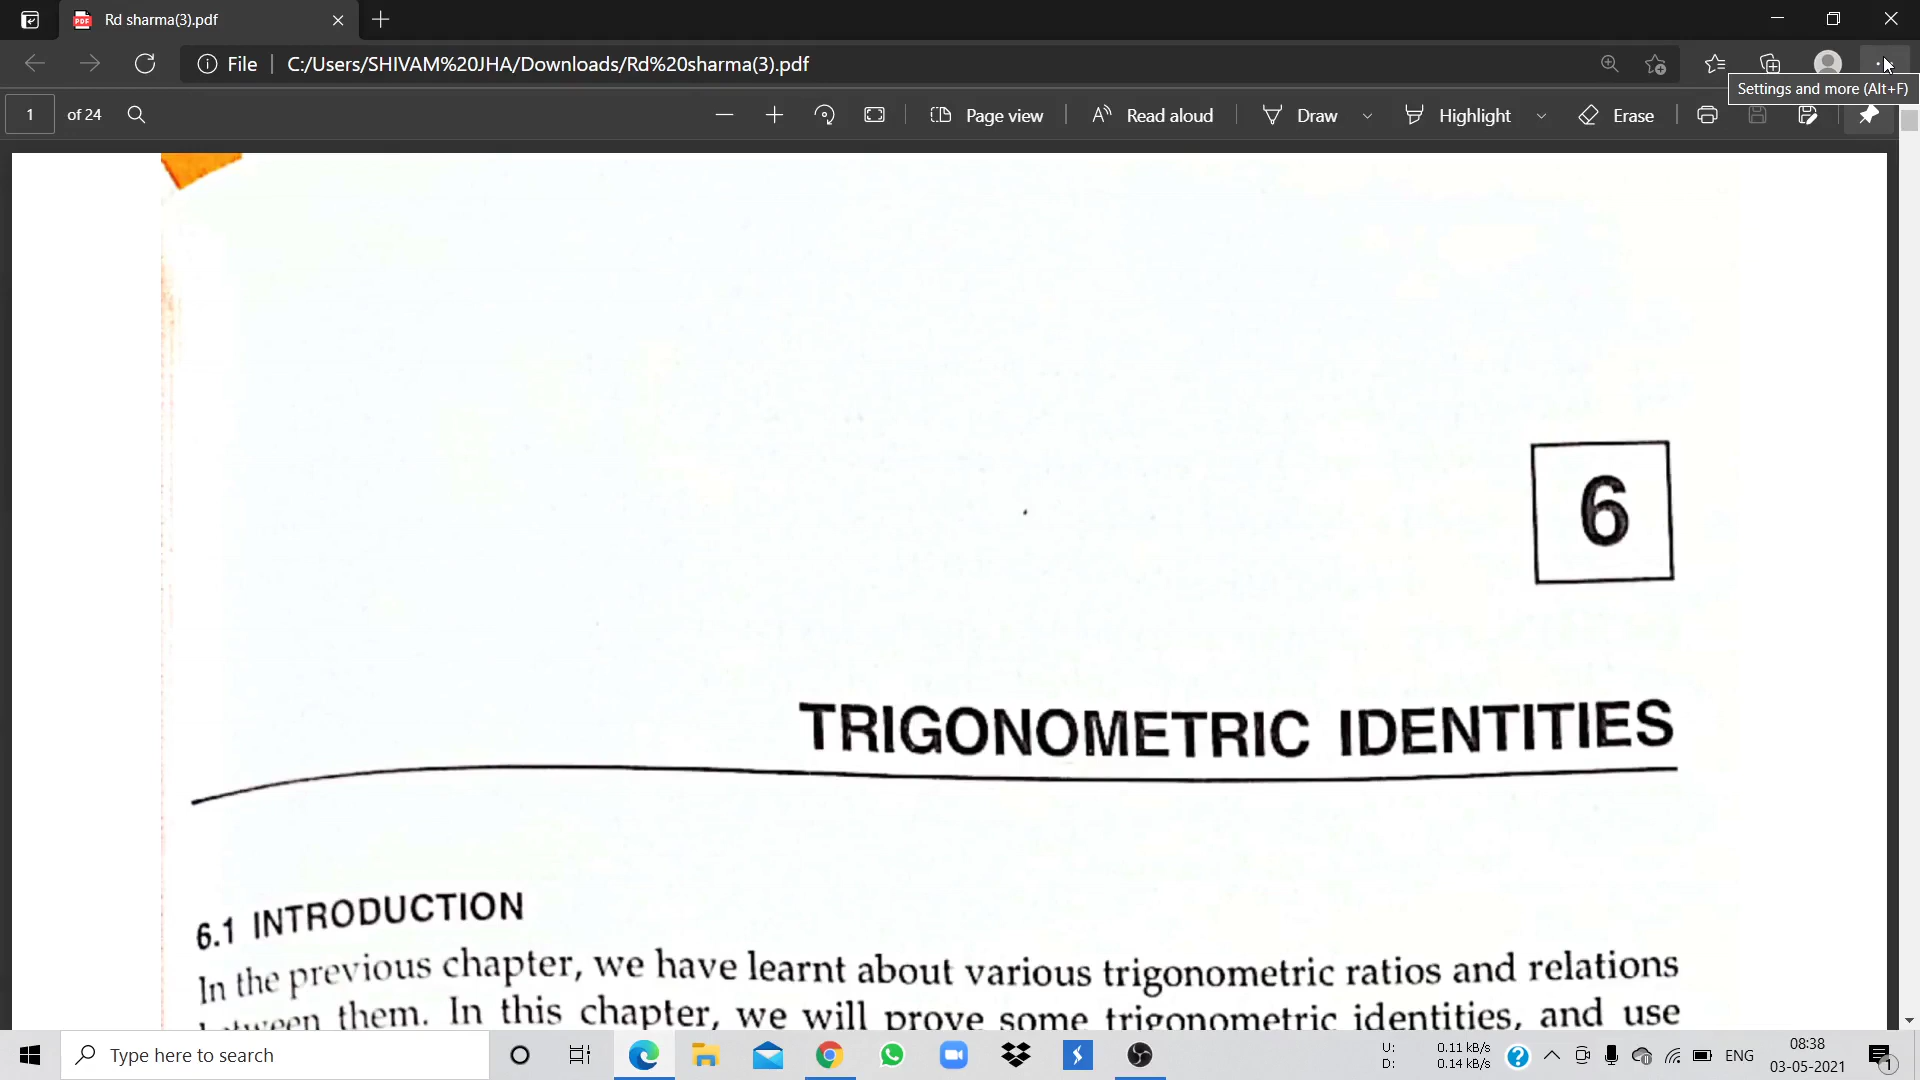 Rd sharma(3).pdf
File
C:/Users/SHIVAM%20JHA/Downloads/Rd%20sharma(3).pdf
Settings and more (Alt+F)
1 of 24
Page view
Read aloud
Draw
Highlight
Erase
6
TRIGONOMETRIC IDENTITIES
6.1 INTRODUCTION
In the previous chapter, we have learnt about various trigonometric ratios and relations
between them. In this chapter, we will prove some trigonometric identities, and use
Type here to search
U: 0.11 kB/s
D: 0.14 kB/s
ENG
08:38
03-05-2021
1